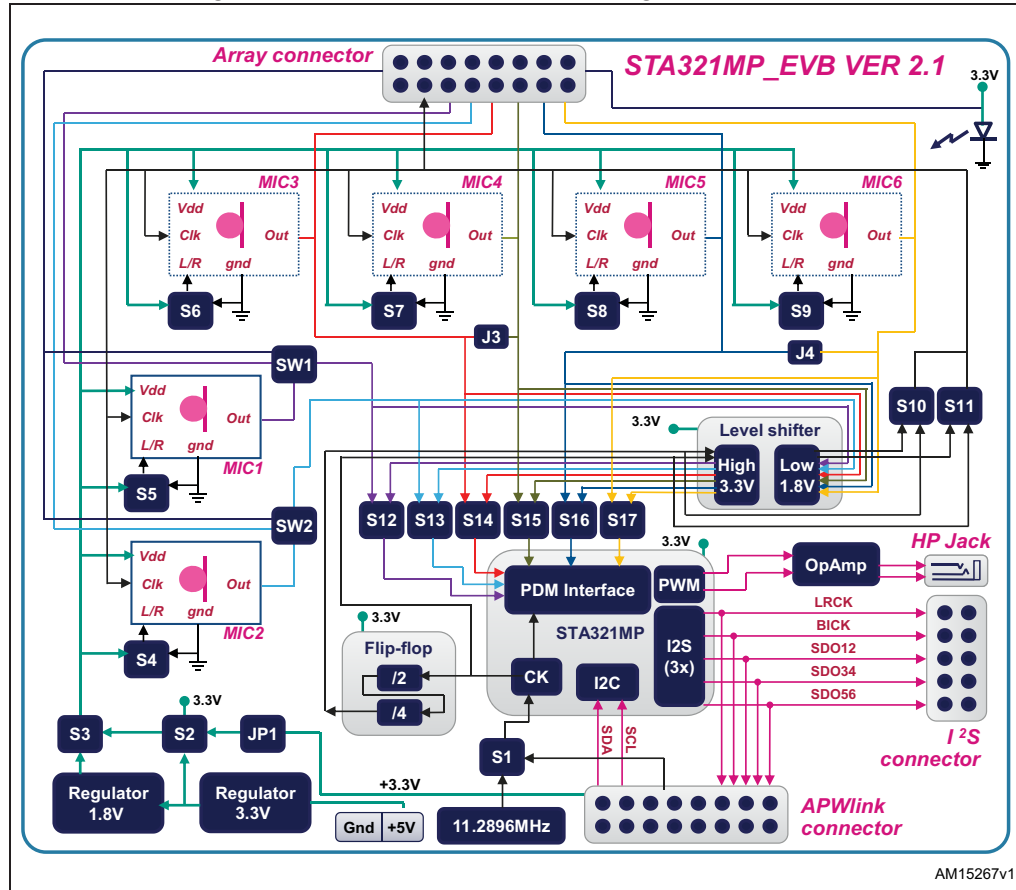 Array connector
STA321MP_EVB VER 2.1
3.3V
MIC3
MIC4
MIC5
MIC6
Vdd
Clk
Out
L/R
gnd
Vdd
Clk
Out
L/R
gnd
Vdd
Clk
Out
L/R
gnd
Vdd
Clk
Out
L/R
gnd
S6
S7
S8
S9
J3
J4
SW1
Vdd
Clk
Out
L/R
gnd
MIC1
S5
S10
S11
3.3V
Level shifter
High
3.3V
Low
1.8V
SW2
S12
S13
S14
S15
S16
S17
Vdd
Clk
Out
L/R
gnd
MIC2
S4
3.3V
PDM Interface
PWM
STA321MP
I2S
(3x)
CK
I2C
OpAmp
HP Jack
LRCK
BICK
SDO12
SDO34
SDO56
I 2S
connector
3.3V
Flip-flop
/2
/4
SDA
SCL
S3
S2
3.3V
JP1
S1
Regulator
1.8V
Regulator
3.3V
+3.3V
Gnd
+5V
11.2896MHz
APWlink
connector
AM15267v1